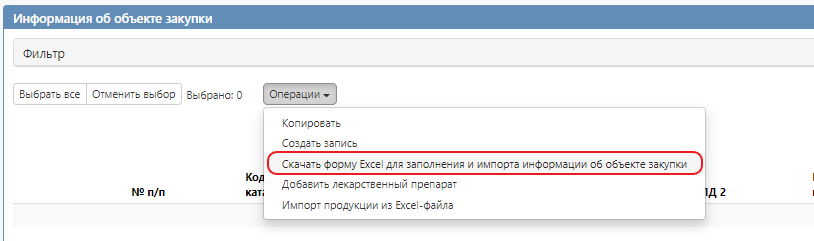 Информация об объекте закупки
Фильтр
Выбрать все Отменить выбор Выбрано: 0 Операции
Копировать
Создать запись
Скачать форму Excel для заполнения и импорта информации об объекте закупки
Добавить лекарственный препарат
Импорт продукции из Excel-файла
№ п/п
Код
ката
ПД 2